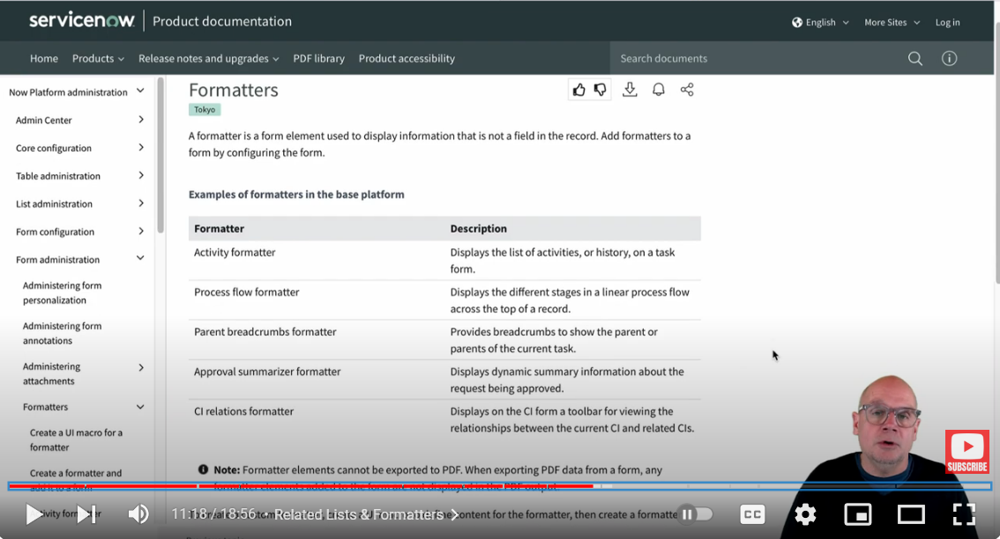 servicenow. Product documentation
English
More Sites
Log in
Home
Products
Release notes and upgrades
PDF library
Product accessibility
Search documents
Now Platform administration
Admin Center
Core configuration
Table administration
List administration
Form configuration
Form administration
Administering form
personalization
Administering form
annotations
Administering
attachments
Formatters
Create a UI macro for a
formatter
Create a formatter and
add it to a form
Formatters
Tokyo
A formatter is a form element used to display information that is not a field in the record. Add formatters to a
form by configuring the form.
Examples of formatters in the base platform
Formatter Description
Activity formatter Displays the list of activities, or history, on a task
form.
Process flow formatter Displays the different stages in a linear process flow
across the top of a record.
Parent breadcrumbs formatter Provides breadcrumbs to show the parent or
parents of the current task.
Approval summarizer formatter Displays dynamic summary information about the
request being approved.
CI relations formatter Displays on the CI form a toolbar for viewing the
relationships between the current CI and related CIs.
Note: Formatter elements cannot be exported to PDF. When exporting PDF data from a form, any
formatter elements added to the form are not displayed in the PDF output.
content for the formatter, then create a formatte
SUBSCRIBE
11:18 / 18:56 • Related Lists & Formatters
CC